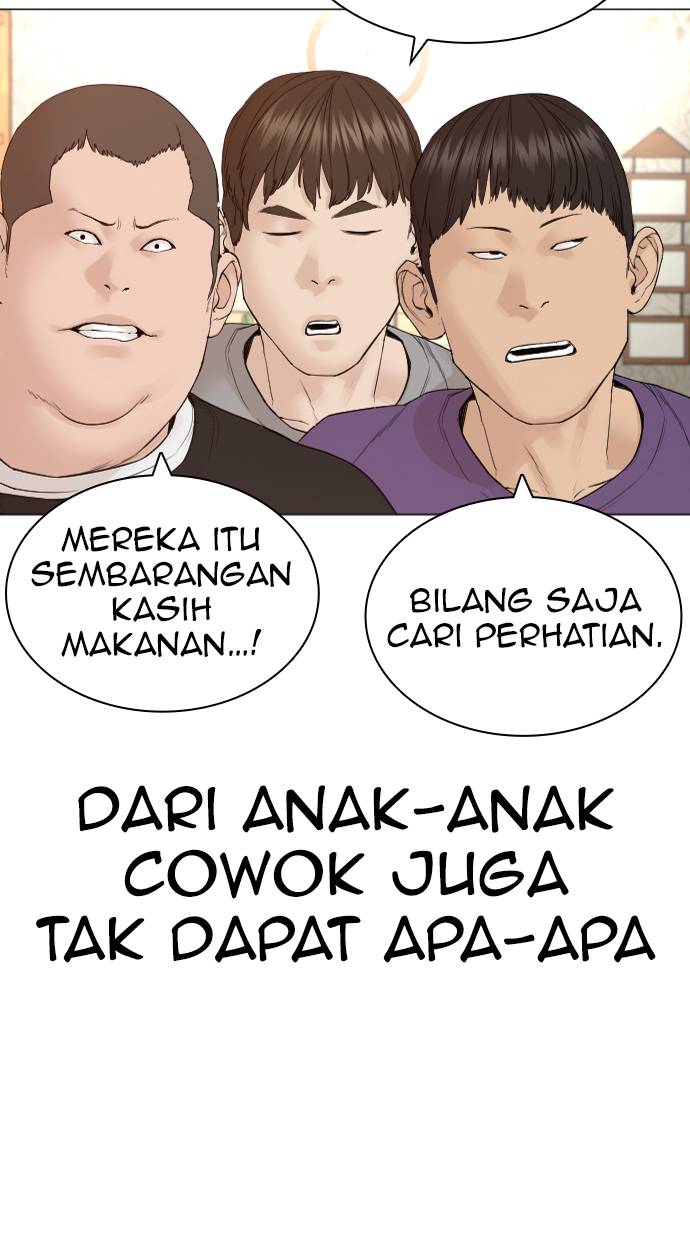 MEREKA ITU
SEMBARANGAN
KASIH
MAKANAN...!
BILANG SAJA
CARI PERHATIAN.
DARI ANAK-ANAK
COWOK JUGA
TAK DAPAT APA-APA